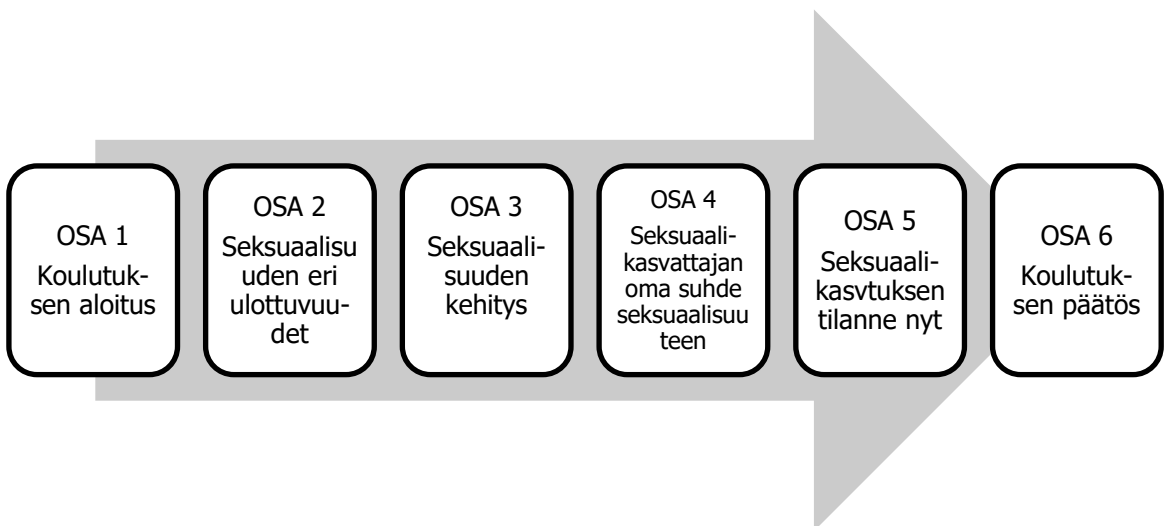 OSA 1
Koulutuk-
sen aloitus
OSA 2
Seksuaalisu
uden eri
ulottuvuu-
det
OSA 3
Seksuaali-
suuden
kehitys
OSA 4
Seksuaali-
kasvattajan
oma suhde
seksuaalisuu
teen
OSA 5
Seksuaali-
kasvtuksen
tilanne nyt
OSA 6
Koulutuk-
sen päätös